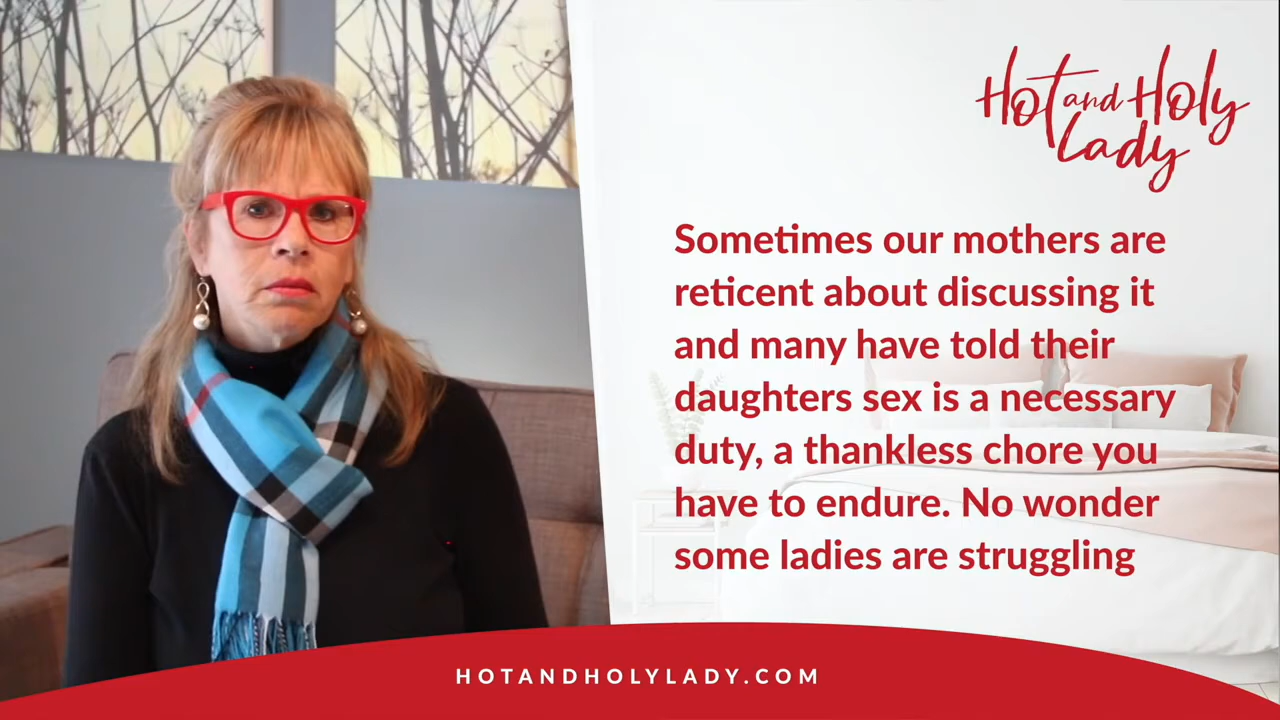 Hot and Holy
Lady
Sometimes our mothers are
reticent about discussing it
and many have told their
daughters sex is a necessary
duty, a thankless chore you
have to endure. No wonder
some ladies are struggling
HOTANDHOLYLADY.COM